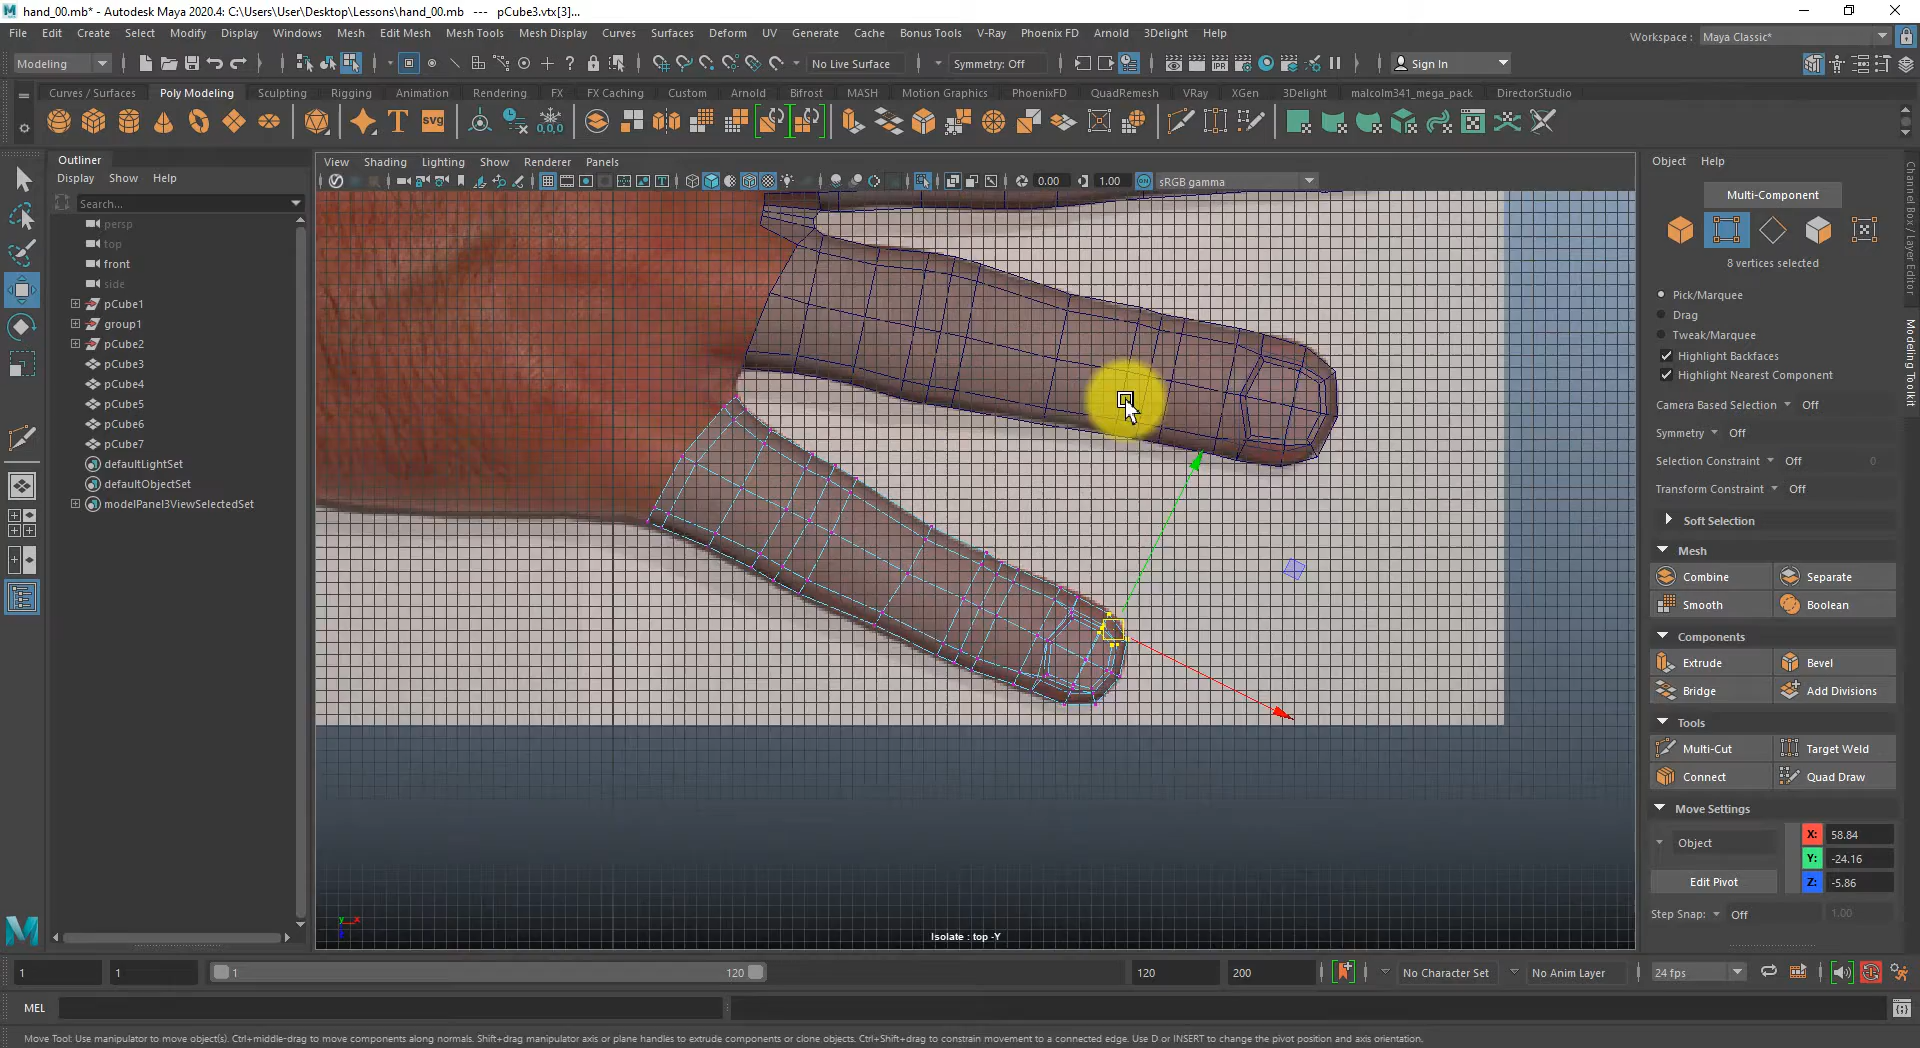 hand_00.mb* - Autodesk Maya 2020.4: C:\Users\User\Desktop\Lessons\hand_00.mb --- pCube3.vtx[3]...
File Edit Create Select Modify Display Windows Mesh Edit Mesh Mesh Tools Mesh Display Curves Surfaces Deform UV Generate Cache Bonus Tools V-Ray Phoenix FD Arnold 3Delight Help
Workspace : Maya Classic*
Modeling No Live Surface Symmetry: Off Sign In
Curves / Surfaces Poly Modeling Sculpting Rigging Animation Rendering FX FX Caching Custom Arnold Bifrost MASH Motion Graphics PhoenixFD QuadRemesh VRay XGen 3Delight malcolm341_mega_pack DirectorStudio
Outliner
Display Show Help
Search...
persp
top
front
side
pCube1
group1
pCube2
pCube3
pCube4
pCube5
pCube6
pCube7
defaultLightSet
defaultObjectSet
modelPanel3ViewSelectedSet
View Shading Lighting Show Renderer Panels
0.00 1.00 sRGB gamma
Isolate : top -Y
Object Help
Multi-Component
8 vertices selected
Pick/Marquee
Drag
Tweak/Marquee
Highlight Backfaces
Highlight Nearest Component
Camera Based Selection Off
Symmetry Off
Selection Constraint Off 0
Transform Constraint Off
Soft Selection
Mesh
Combine Separate
Smooth Boolean
Components
Extrude Bevel
Bridge Add Divisions
Tools
Multi-Cut Target Weld
Connect Quad Draw
Move Settings
X: 58.84
Object Y: -24.16
Edit Pivot Z: -5.86
Step Snap: Off 1.00
Channel Box / Layer Editor
Modeling Toolkit
1 1 1 120 120 200 No Character Set No Anim Layer 24 fps
MEL
Move Tool: Use manipulator to move object(s). Ctrl+middle-drag to move components along normals. Shift+drag manipulator axis or plane handles to extrude components or clone objects. Ctrl+Shift+drag to constrain movement to a connected edge. Use D or INSERT to change the pivot position and axis orientation.